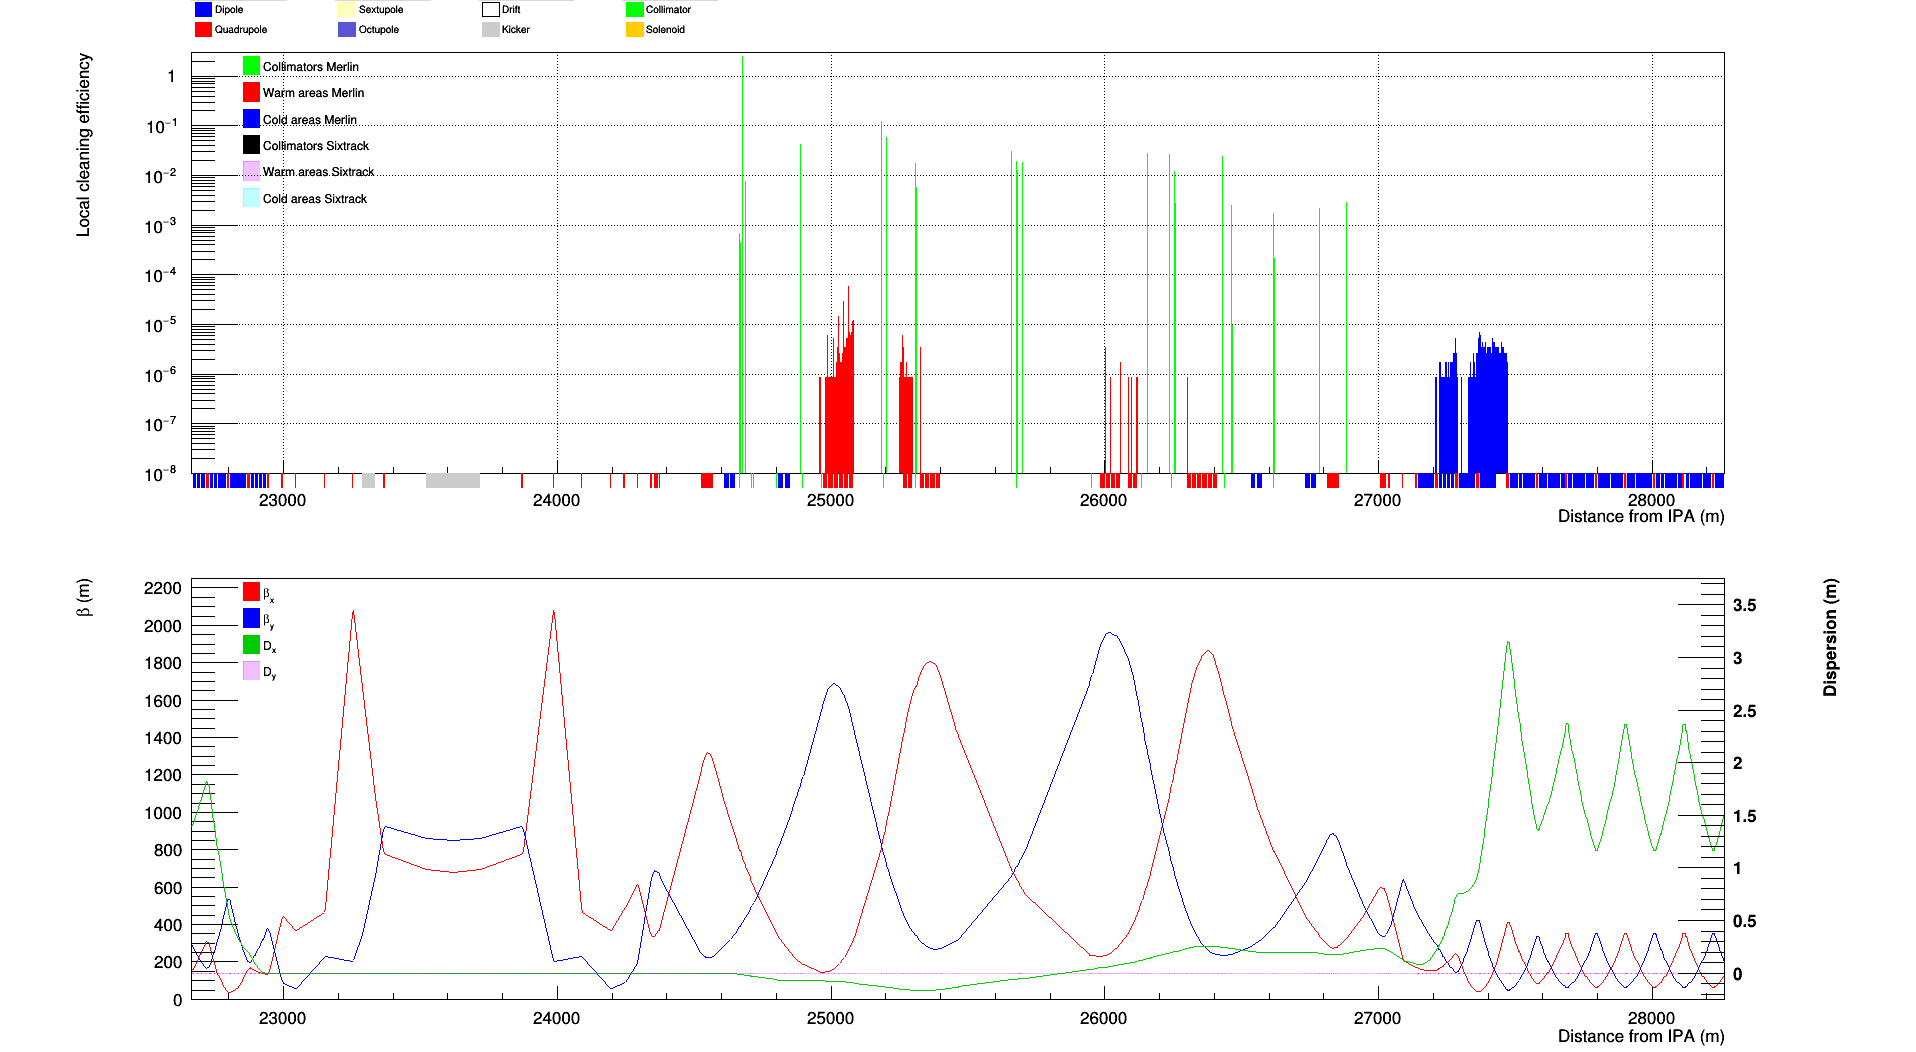 Dipole Sextupole Drift Collimator
Quadrupole Octupole Kicker Solenoid
Local cleaning efficiency
Collimators Merlin
Warm areas Merlin
Cold areas Merlin
Collimators Sixtrack
Warm areas Sixtrack
Cold areas Sixtrack
1
10⁻¹
10⁻²
10⁻³
10⁻⁴
10⁻⁵
10⁻⁶
10⁻⁷
10⁻⁸
23000 24000 25000 26000 27000 28000
Distance from IPA (m)
β (m)
2200
2000
1800
1600
1400
1200
1000
800
600
400
200
0
βx
βy
Dx
Dy
3.5
3
2.5
2
1.5
1
0.5
0
Dispersion (m)
23000 24000 25000 26000 27000 28000
Distance from IPA (m)